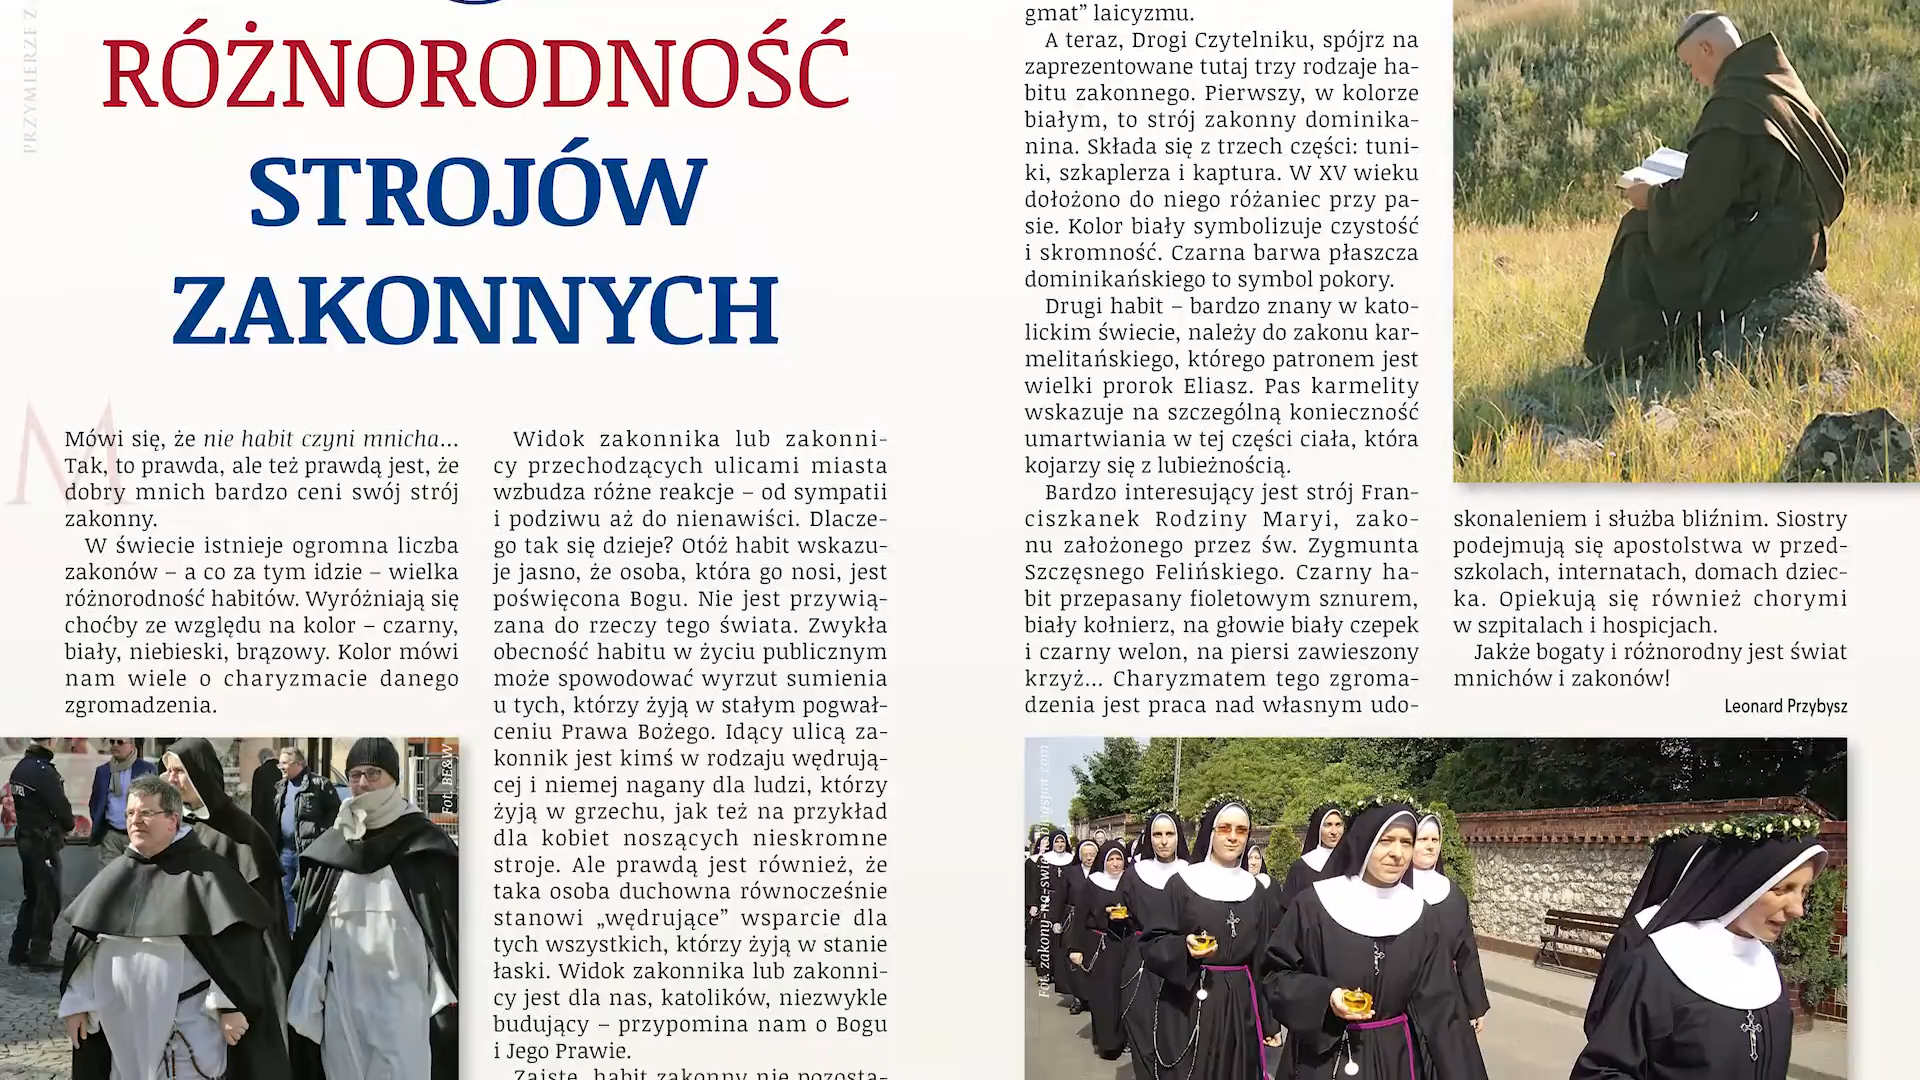 PRZYMIERZE Z
RÓŻNORODNOŚĆ
STROJÓW
ZAKONNYCH
M
Mówi się, że nie habit czyni mnicha...
Tak, to prawda, ale też prawdą jest, że
dobry mnich bardzo ceni swój strój
zakonny.
W świecie istnieje ogromna liczba
zakonów – a co za tym idzie – wielka
różnorodność habitów. Wyróżniają się
choćby ze względu na kolor – czarny,
biały, niebieski, brązowy. Kolor mówi
nam wiele o charyzmacie danego
zgromadzenia.
Fot. BE&W
Widok zakonnika lub zakonni-
cy przechodzących ulicami miasta
wzbudza różne reakcje – od sympatii
i podziwu aż do nienawiści. Dlacze-
go tak się dzieje? Otóż habit wskazu-
je jasno, że osoba, która go nosi, jest
poświęcona Bogu. Nie jest przywią-
zana do rzeczy tego świata. Zwykła
obecność habitu w życiu publicznym
może spowodować wyrzut sumienia
u tych, którzy żyją w stałym pogwał-
ceniu Prawa Bożego. Idący ulicą za-
konnik jest kimś w rodzaju wędrują-
cej i niemej nagany dla ludzi, którzy
żyją w grzechu, jak też na przykład
dla kobiet noszących nieskromne
stroje. Ale prawdą jest również, że
taka osoba duchowna równocześnie
stanowi „wędrujące” wsparcie dla
tych wszystkich, którzy żyją w stanie
łaski. Widok zakonnika lub zakonni-
cy jest dla nas, katolików, niezwykle
budujący – przypomina nam o Bogu
i Jego Prawie.
Zaiste, habit zakonny nie pozosta-
gmat” laicyzmu.
A teraz, Drogi Czytelniku, spójrz na
zaprezentowane tutaj trzy rodzaje ha-
bitu zakonnego. Pierwszy, w kolorze
białym, to strój zakonny dominika-
nina. Składa się z trzech części: tuni-
ki, szkaplerza i kaptura. W XV wieku
dołożono do niego różaniec przy pa-
sie. Kolor biały symbolizuje czystość
i skromność. Czarna barwa płaszcza
dominikańskiego to symbol pokory.
Drugi habit – bardzo znany w kato-
lickim świecie, należy do zakonu kar-
melitańskiego, którego patronem jest
wielki prorok Eliasz. Pas karmelity
wskazuje na szczególną konieczność
umartwiania w tej części ciała, która
kojarzy się z lubieżnością.
Bardzo interesujący jest strój Fran-
ciszkanek Rodziny Maryi, zako-
nu założonego przez św. Zygmunta
Szczęsnego Felińskiego. Czarny ha-
bit przepasany fioletowym sznurem,
biały kołnierz, na głowie biały czepek
i czarny welon, na piersi zawieszony
krzyż... Charyzmatem tego zgroma-
dzenia jest praca nad własnym udo-
skonaleniem i służba bliźnim. Siostry
podejmują się apostolstwa w przed-
szkolach, internatach, domach dziec-
ka. Opiekują się również chorymi
w szpitalach i hospicjach.
Jakże bogaty i różnorodny jest świat
mnichów i zakonów!
Leonard Przybysz
Fot. zakony-na-swiecie.blogspot.com